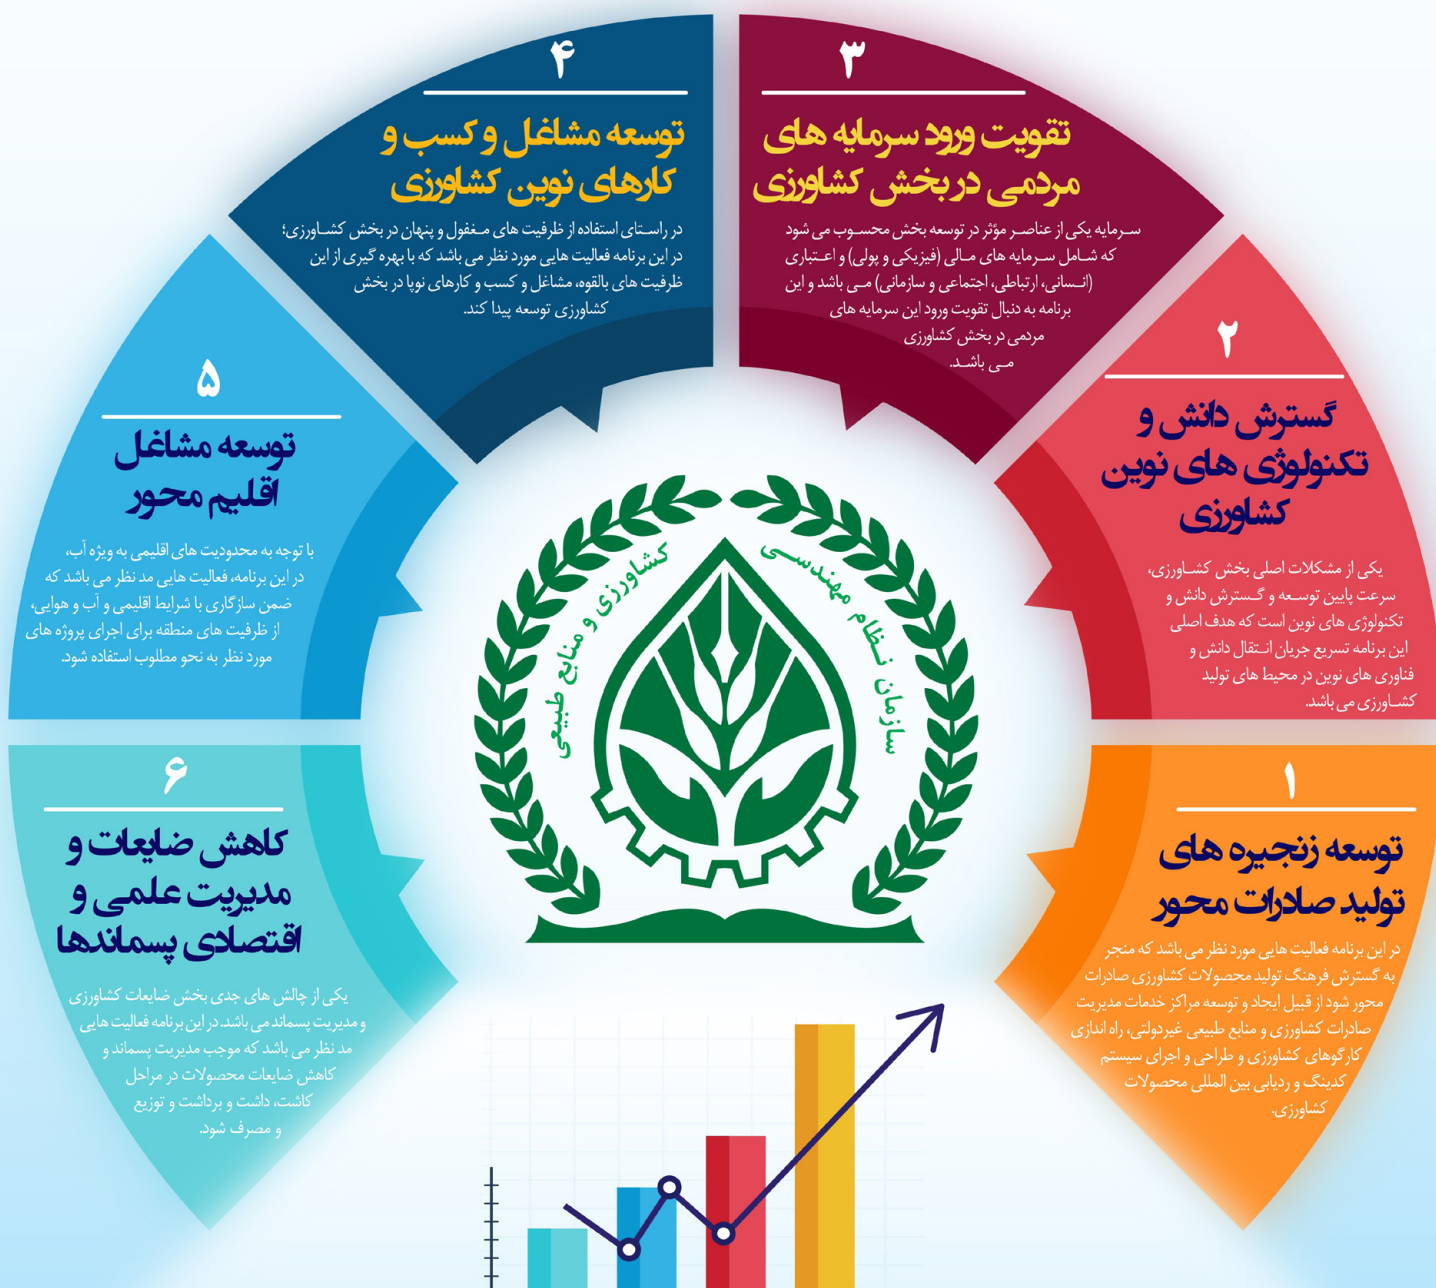 ۱
توسعه زنجیره های
تولید صادرات محور
در این برنامه فعالیت هایی مورد نظر می باشد که منجر
به گسترش فرهنگ تولید محصولات کشاورزی صادرات
محور شود از قبیل ایجاد و توسعه مراکز خدمات مدیریت
صادرات کشاورزی و منابع طبیعی غیردولتی، راه اندازی
کارگوهای کشاورزی و طراحی و اجرای سیستم
کدینگ و ردیابی بین المللی محصولات
کشاورزی.
۲
گسترش دانش و
تکنولوژی های نوین
کشاورزی
یکی از مشکلات اصلی بخش کشاورزی،
سرعت پایین توسعه و گسترش دانش و
تکنولوژی های نوین است که هدف اصلی
این برنامه تسریع جریان انتقال دانش و
فناوری های نوین در محیط های تولید
کشاورزی می باشد.
۳
تقویت ورود سرمایه های
مردمی در بخش کشاورزی
سرمایه یکی از عناصر مؤثر در توسعه بخش محسوب می شود
که شامل سرمایه های مالی (فیزیکی و پولی) و اعتباری
(انسانی، ارتباطی، اجتماعی و سازمانی) می باشد و این
برنامه به دنبال تقویت ورود این سرمایه های
مردمی در بخش کشاورزی
می باشد.
۴
توسعه مشاغل و کسب و
کارهای نوین کشاورزی
در راستای استفاده از ظرفیت های مغفول و پنهان در بخش کشاورزی؛
در این برنامه فعالیت هایی مورد نظر می باشد که با بهره گیری از این
ظرفیت های بالقوه، مشاغل و کسب و کارهای نوپا در بخش
کشاورزی توسعه پیدا کند.
۵
توسعه مشاغل
اقلیم محور
با توجه به محدودیت های اقلیمی به ویژه آب،
در این برنامه، فعالیت هایی مد نظر می باشد که
ضمن سازگاری با شرایط اقلیمی و آب و هوایی،
از ظرفیت های منطقه برای اجرای پروژه های
مورد نظر به نحو مطلوب استفاده شود.
۶
کاهش ضایعات و
مدیریت علمی و
اقتصادی پسماندها
یکی از چالش های جدی بخش ضایعات کشاورزی
و مدیریت پسماند می باشد. در این برنامه فعالیت هایی
مد نظر می باشد که موجب مدیریت پسماند و
کاهش ضایعات محصولات در مراحل
کاشت، داشت و برداشت و توزیع
و مصرف شود.
سازمان نظام مهندسی
کشاورزی و منابع طبیعی